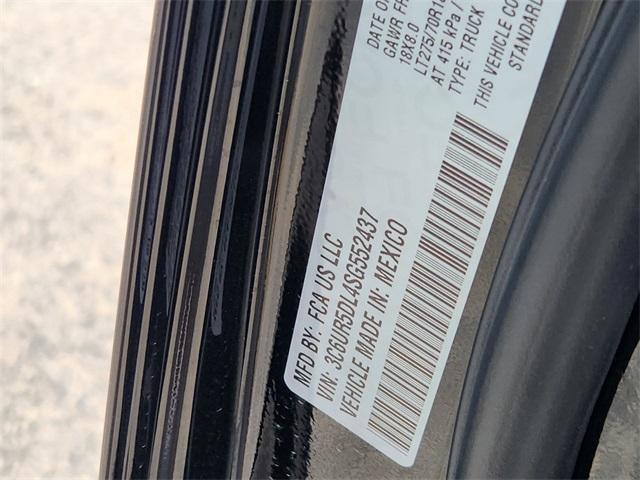 MFD BY: FCA US LLC
VIN: 3C6UR5DL4SG552437
VEHICLE MADE IN: MEXICO
DATE O
GAWR FR
18X8.0
LT275/70R1
AT 415 kPa /
TYPE: TRUCK
THIS VEHICLE CO
STANDARD